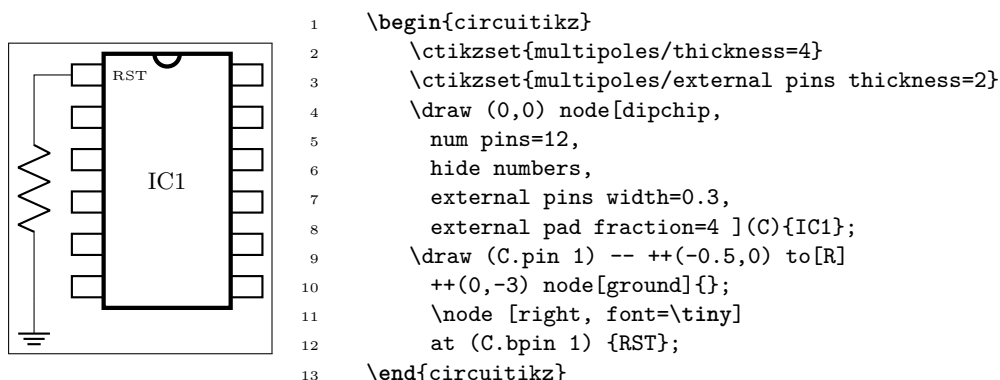 RST
IC1
1 \begin{circuitikz}
2 \ctikzset{multipoles/thickness=4}
3 \ctikzset{multipoles/external pins thickness=2}
4 \draw (0,0) node[dipchip,
5 num pins=12,
6 hide numbers,
7 external pins width=0.3,
8 external pad fraction=4 ](C){IC1};
9 \draw (C.pin 1) -- ++(-0.5,0) to[R]
10 ++(0,-3) node[ground]{};
11 \node [right, font=\tiny]
12 at (C.bpin 1) {RST};
13 \end{circuitikz}